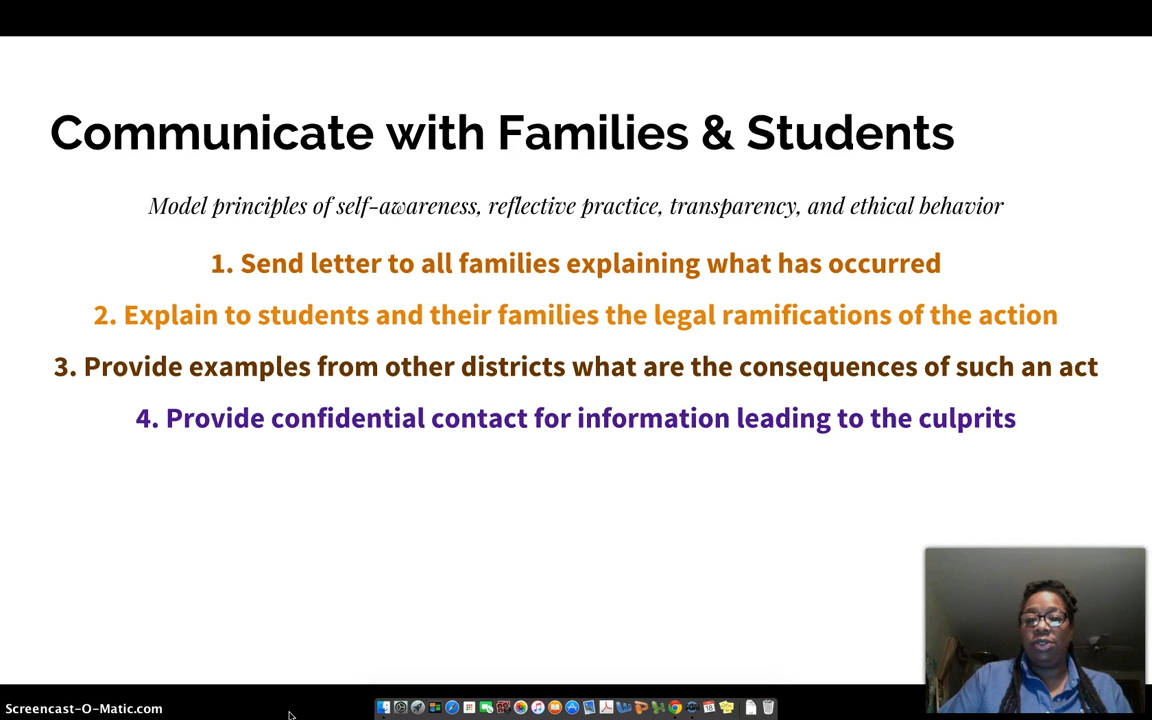 Communicate with Families & Students
Model principles of self-awareness, reflective practice, transparency, and ethical behavior
1. Send letter to all families explaining what has occurred
2. Explain to students and their families the legal ramifications of the action
3. Provide examples from other districts what are the consequences of such an act
4. Provide confidential contact for information leading to the culprits
Screencast-O-Matic.com
18